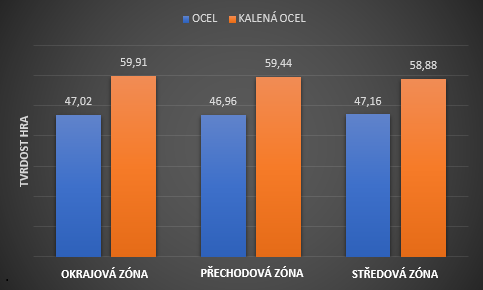 OCEL KALENÁ OCEL
59,91 59,44 58,88
47,02 46,96 47,16
TVRDOST HRA
OKRAJOVÁ ZÓNA PŘECHODOVÁ ZÓNA STŘEDOVÁ ZÓNA